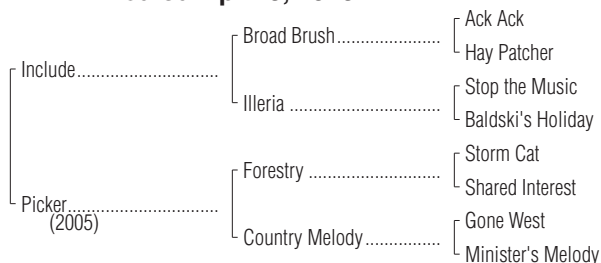 Ack Ack
Broad Brush
Hay Patcher
Include
Stop the Music
Illeria
Baldski's Holiday
Storm Cat
Forestry
Shared Interest
Picker
(2005)
Gone West
Country Melody
Minister's Melody